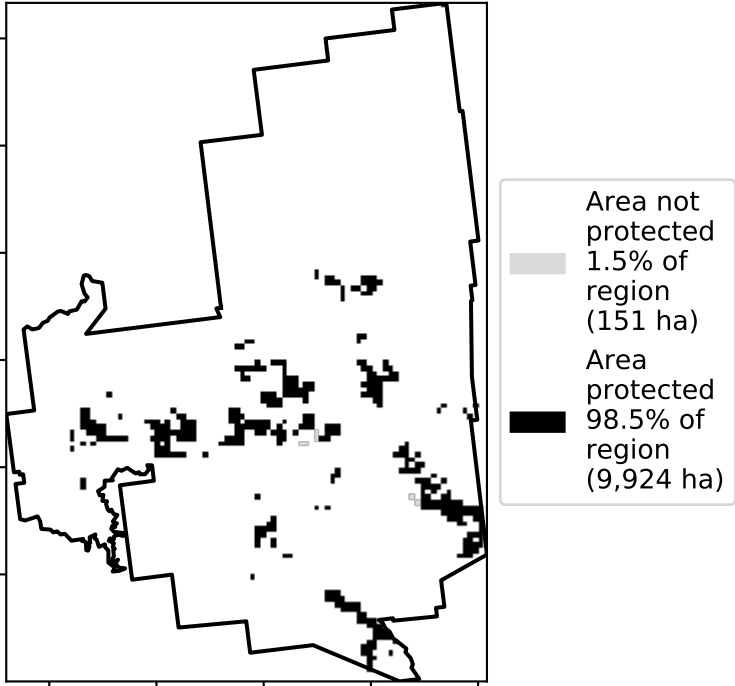 Area not
protected
1.5% of
region
(151 ha)
Area
protected
98.5% of
region
(9,924 ha)